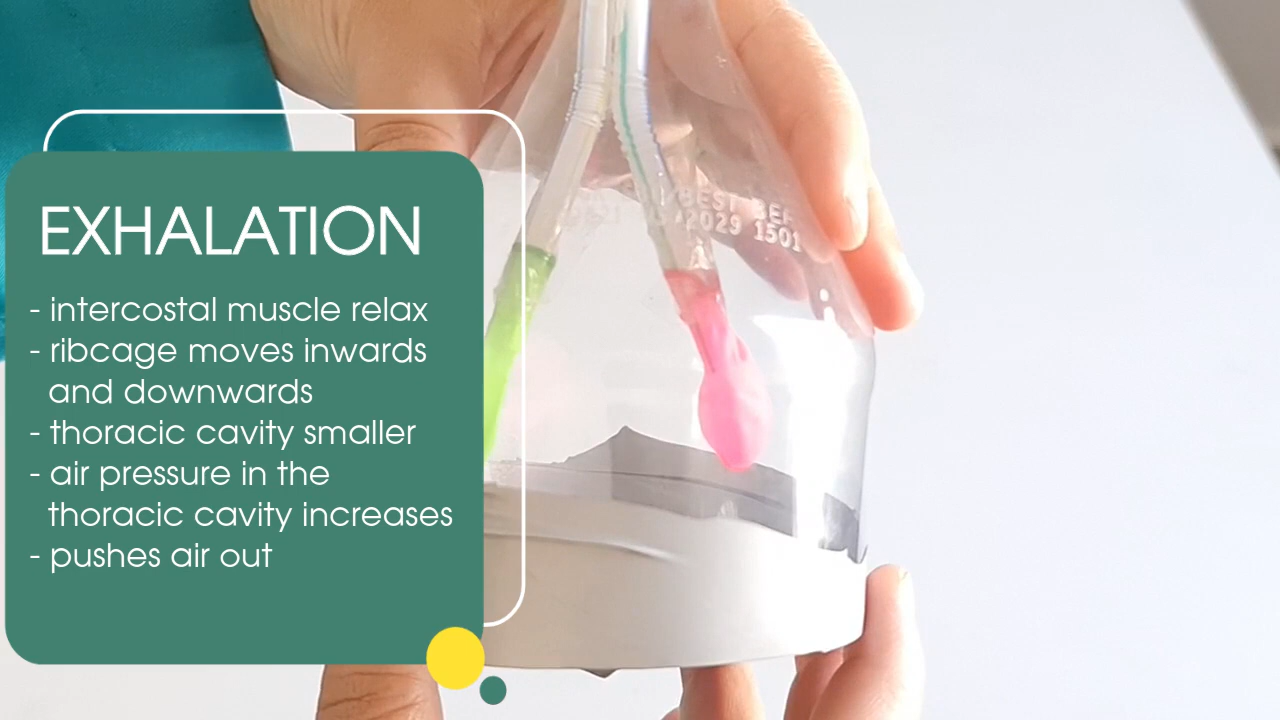 EXHALATION
- intercostal muscle relax
- ribcage moves inwards
and downwards
- thoracic cavity smaller
- air pressure in the
thoracic cavity increases
- pushes air out
BEST BEF
2029 1501